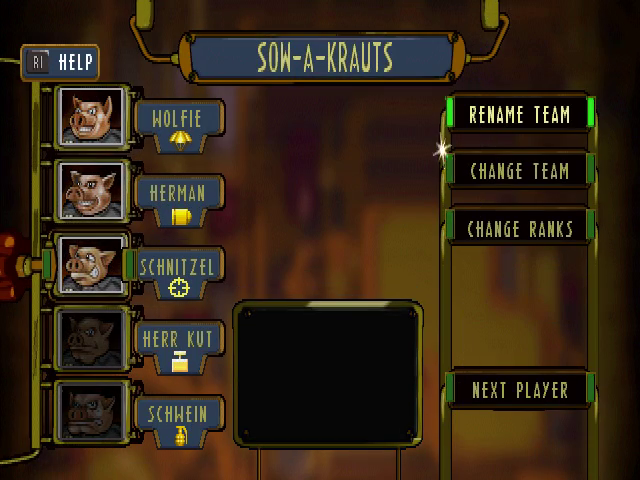 SOW-A-KRAUTS
R1 HELP
WOLFIE
HERMAN
SCHNITZEL
HERR KUT
SCHWEIN
RENAME TEAM
CHANGE TEAM
CHANGE RANKS
NEXT PLAYER